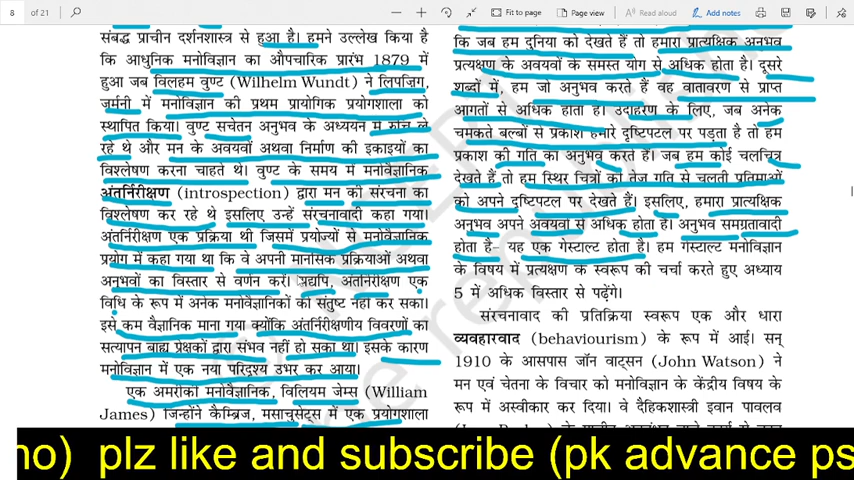 8 of 21
Fit to page
Page view
Read aloud
Add notes
संबद्ध प्राचीन दर्शनशास्त्र से हुआ है। हमने उल्लेख किया है
कि आधुनिक मनोविज्ञान का औपचारिक प्रारंभ 1879 में
हुआ जब विलहम वुण्ट (Wilhelm Wundt) ने लिपज़िग,
जर्मनी में मनोविज्ञान की प्रथम प्रायोगिक प्रयोगशाला को
स्थापित किया। वुण्ट सचेतन अनुभव के अध्ययन में रुचि ले
रहे थे और मन के अवयवों अथवा निर्माण की इकाइयों का
विश्लेषण करना चाहते थे। वुण्ट के समय में मनोवैज्ञानिक
अंतर्निरीक्षण (introspection) द्वारा मन की संरचना का
विश्लेषण कर रहे थे इसलिए उन्हें संरचनावादी कहा गया।
अंतर्निरीक्षण एक प्रक्रिया थी जिसमें प्रयोज्यों से मनोवैज्ञानिक
प्रयोग में कहा गया था कि वे अपनी मानसिक प्रक्रियाओं अथवा
अनुभवों का विस्तार से वर्णन करें। यद्यपि, अंतर्निरीक्षण एक
विधि के रूप में अनेक मनोवैज्ञानिकों को संतुष्ट नहीं कर सका।
इसे कम वैज्ञानिक माना गया क्योंकि अंतर्निरीक्षणीय विवरणों का
सत्यापन बाह्य प्रेक्षकों द्वारा संभव नहीं हो सका था। इसके कारण
मनोविज्ञान में एक नया परिदृश्य उभर कर आया।
एक अमरीकी मनोवैज्ञानिक, विलियम जेम्स (William
James) जिन्होंने कैम्ब्रिज, मसाचुसेट्स में एक प्रयोगशाला
कि जब हम दुनिया को देखते हैं तो हमारा प्रात्यक्षिक अनुभव
प्रत्यक्षण के अवयवों के समस्त योग से अधिक होता है। दूसरे
शब्दों में, हम जो अनुभव करते हैं वह वातावरण से प्राप्त
आगतों से अधिक होता है। उदाहरण के लिए, जब अनेक
चमकते बल्बों से प्रकाश हमारे दृष्टिपटल पर पड़ता है तो हम
प्रकाश की गति का अनुभव करते हैं। जब हम कोई चलचित्र
देखते हैं तो हम स्थिर चित्रों की तेज गति से चलती प्रतिमाओं
को अपने दृष्टिपटल पर देखते हैं। इसलिए, हमारा प्रात्यक्षिक
अनुभव अपने अवयवों से अधिक होता है। अनुभव समग्रतावादी
होता है– यह एक गेस्टाल्ट होता है। हम गेस्टाल्ट मनोविज्ञान
के विषय में प्रत्यक्षण के स्वरूप की चर्चा करते हुए अध्याय
5 में अधिक विस्तार से पढ़ेंगे।
संरचनावाद की प्रतिक्रिया स्वरूप एक और धारा
व्यवहारवाद (behaviourism) के रूप में आई। सन्
1910 के आसपास जॉन वाट्सन (John Watson) ने
मन एवं चेतना के विचार को मनोविज्ञान के केंद्रीय विषय के
रूप में अस्वीकार कर दिया। वे दैहिकशास्त्री इवान पावलव
no) plz like and subscribe (pk advance ps